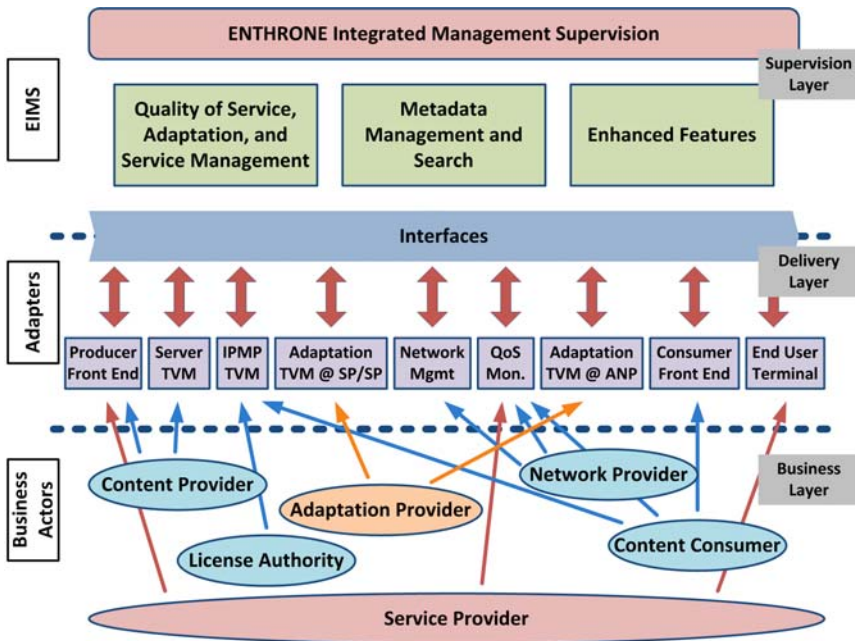 ENTHRONE Integrated Management Supervision
Supervision
Layer
EIMS
Quality of Service,
Adaptation, and
Service Management
Metadata
Management and
Search
Enhanced Features
Interfaces
Delivery
Layer
Adapters
Producer
Front End
Server
TVM
IPMP
TVM
Adaptation
TVM @ SP/SP
Network
Mgmt
QoS
Mon.
Adaptation
TVM @ ANP
Consumer
Front End
End User
Terminal
Business
Actors
Content Provider
Adaptation Provider
Network Provider
Business
Layer
License Authority
Content Consumer
Service Provider